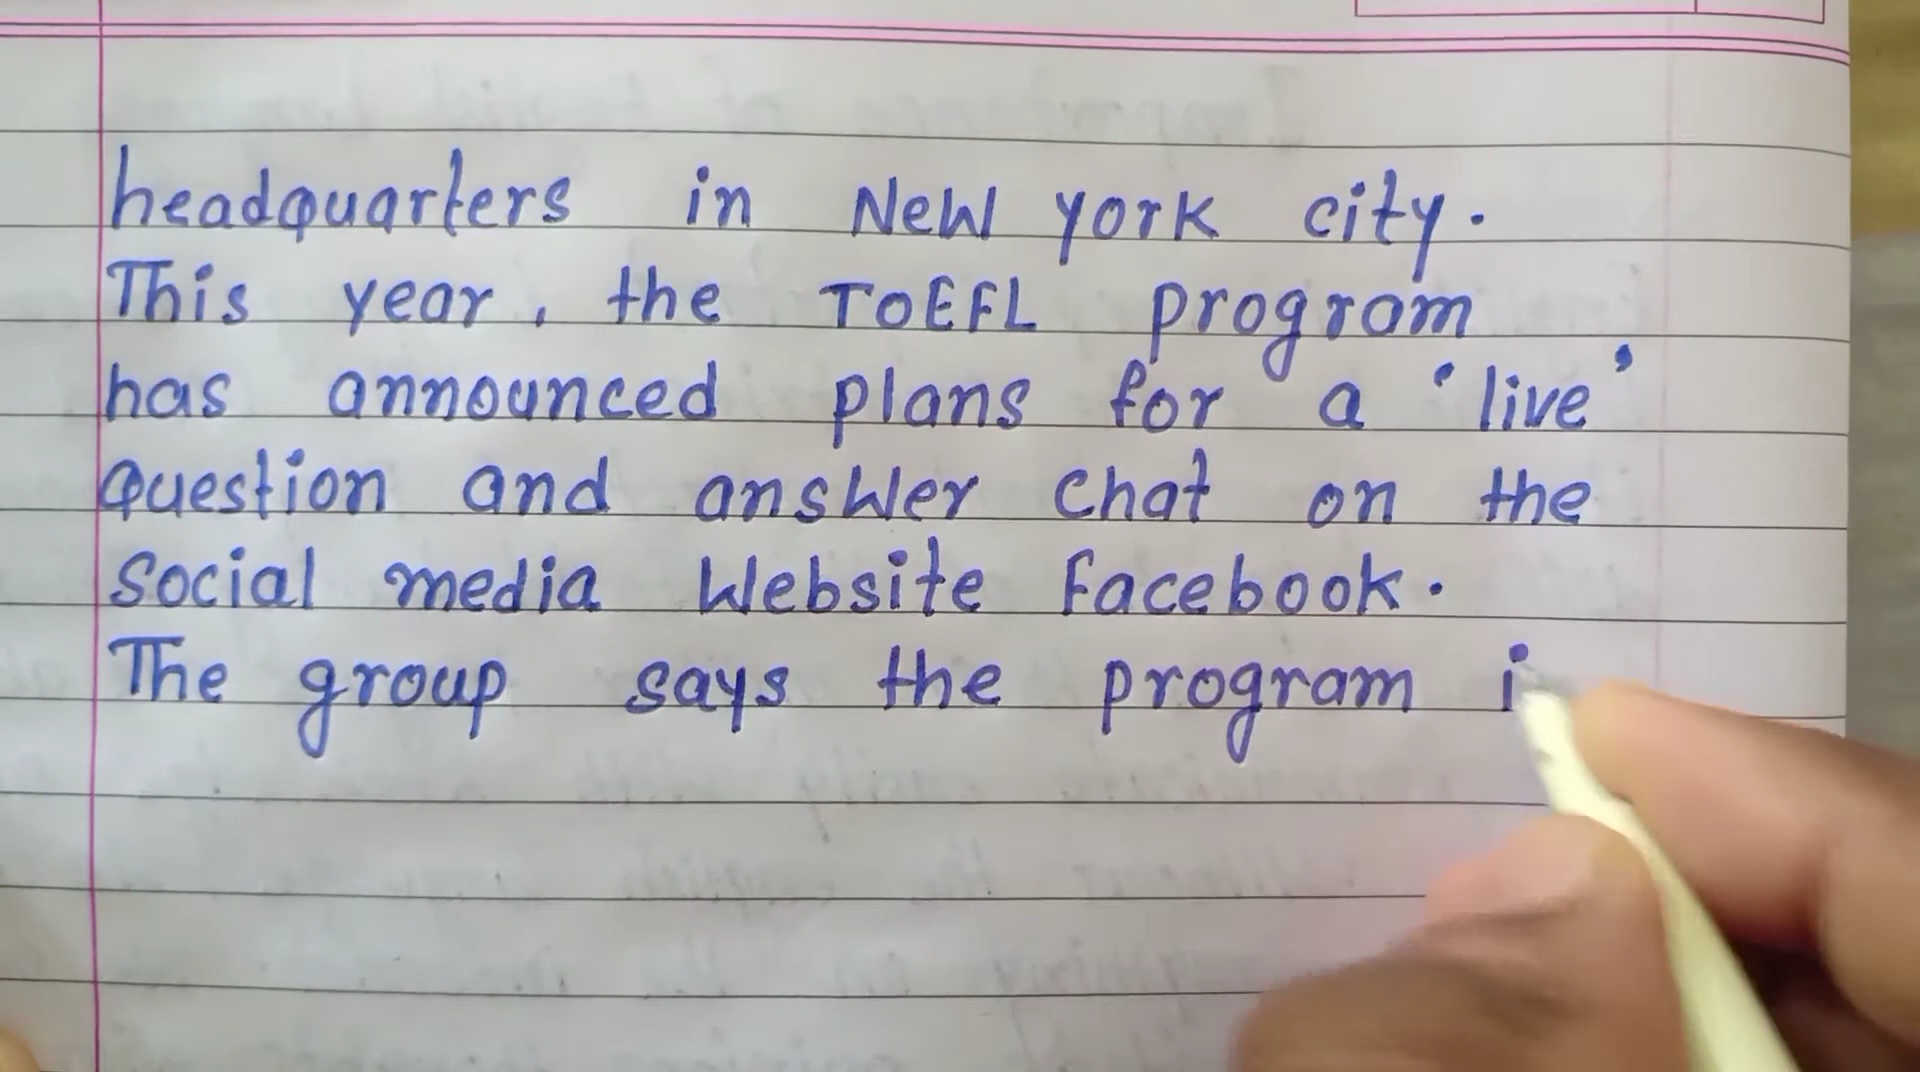 headquarters in New york city.
This year, the TOEFL program
has announced plans for a 'live'
Question and answer chat on the
Social media Website facebook.
The group says the program i